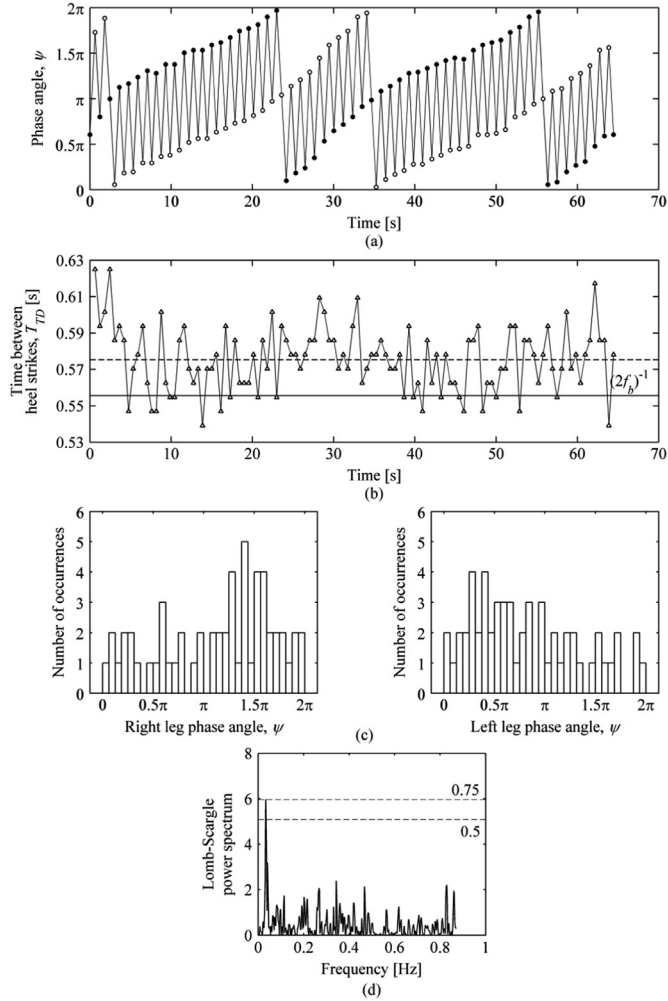 2π
1.5π
π
0.5π
0
Phase angle, ψ
0 10 20 30 40 50 60 70
Time [s]
(a)
0.63
0.61
0.59
0.57
0.55
0.53
Time between
heel strikes, T_TD [s]
(2f_b)^-1
0 10 20 30 40 50 60 70
Time [s]
(b)
6
5
4
3
2
1
0
Number of occurrences
0 0.5π π 1.5π 2π
Right leg phase angle, ψ
6
5
4
3
2
1
0
Number of occurrences
0 0.5π π 1.5π 2π
Left leg phase angle, ψ
(c)
8
6
4
2
0
Lomb-Scargle
power spectrum
0.75
0.5
0 0.2 0.4 0.6 0.8 1
Frequency [Hz]
(d)